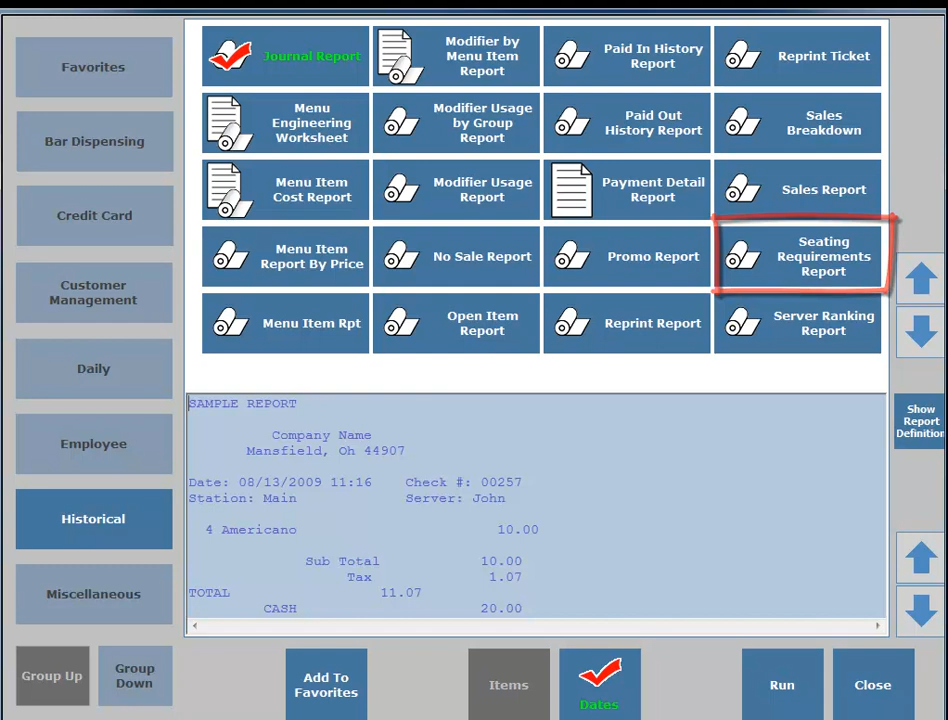 Favorites
Bar Dispensing
Credit Card
Customer
Management
Daily
Employee
Historical
Miscellaneous
Group Up
Group
Down
Journal Report
Modifier by
Menu Item
Report
Paid In History
Report
Reprint Ticket
Menu
Engineering
Worksheet
Modifier Usage
by Group
Report
Paid Out
History Report
Sales
Breakdown
Menu Item
Cost Report
Modifier Usage
Report
Payment Detail
Report
Sales Report
Menu Item
Report By Price
No Sale Report
Promo Report
Seating
Requirements
Report
Menu Item Rpt
Open Item
Report
Reprint Report
Server Ranking
Report
Show
Report
Definition
SAMPLE REPORT
Company Name
Mansfield, Oh 44907
Date: 08/13/2009 11:16 Check #: 00257
Station: Main Server: John
4 Americano 10.00
Sub Total 10.00
Tax 1.07
TOTAL 11.07
CASH 20.00
Add To
Favorites
Items
Dates
Run
Close